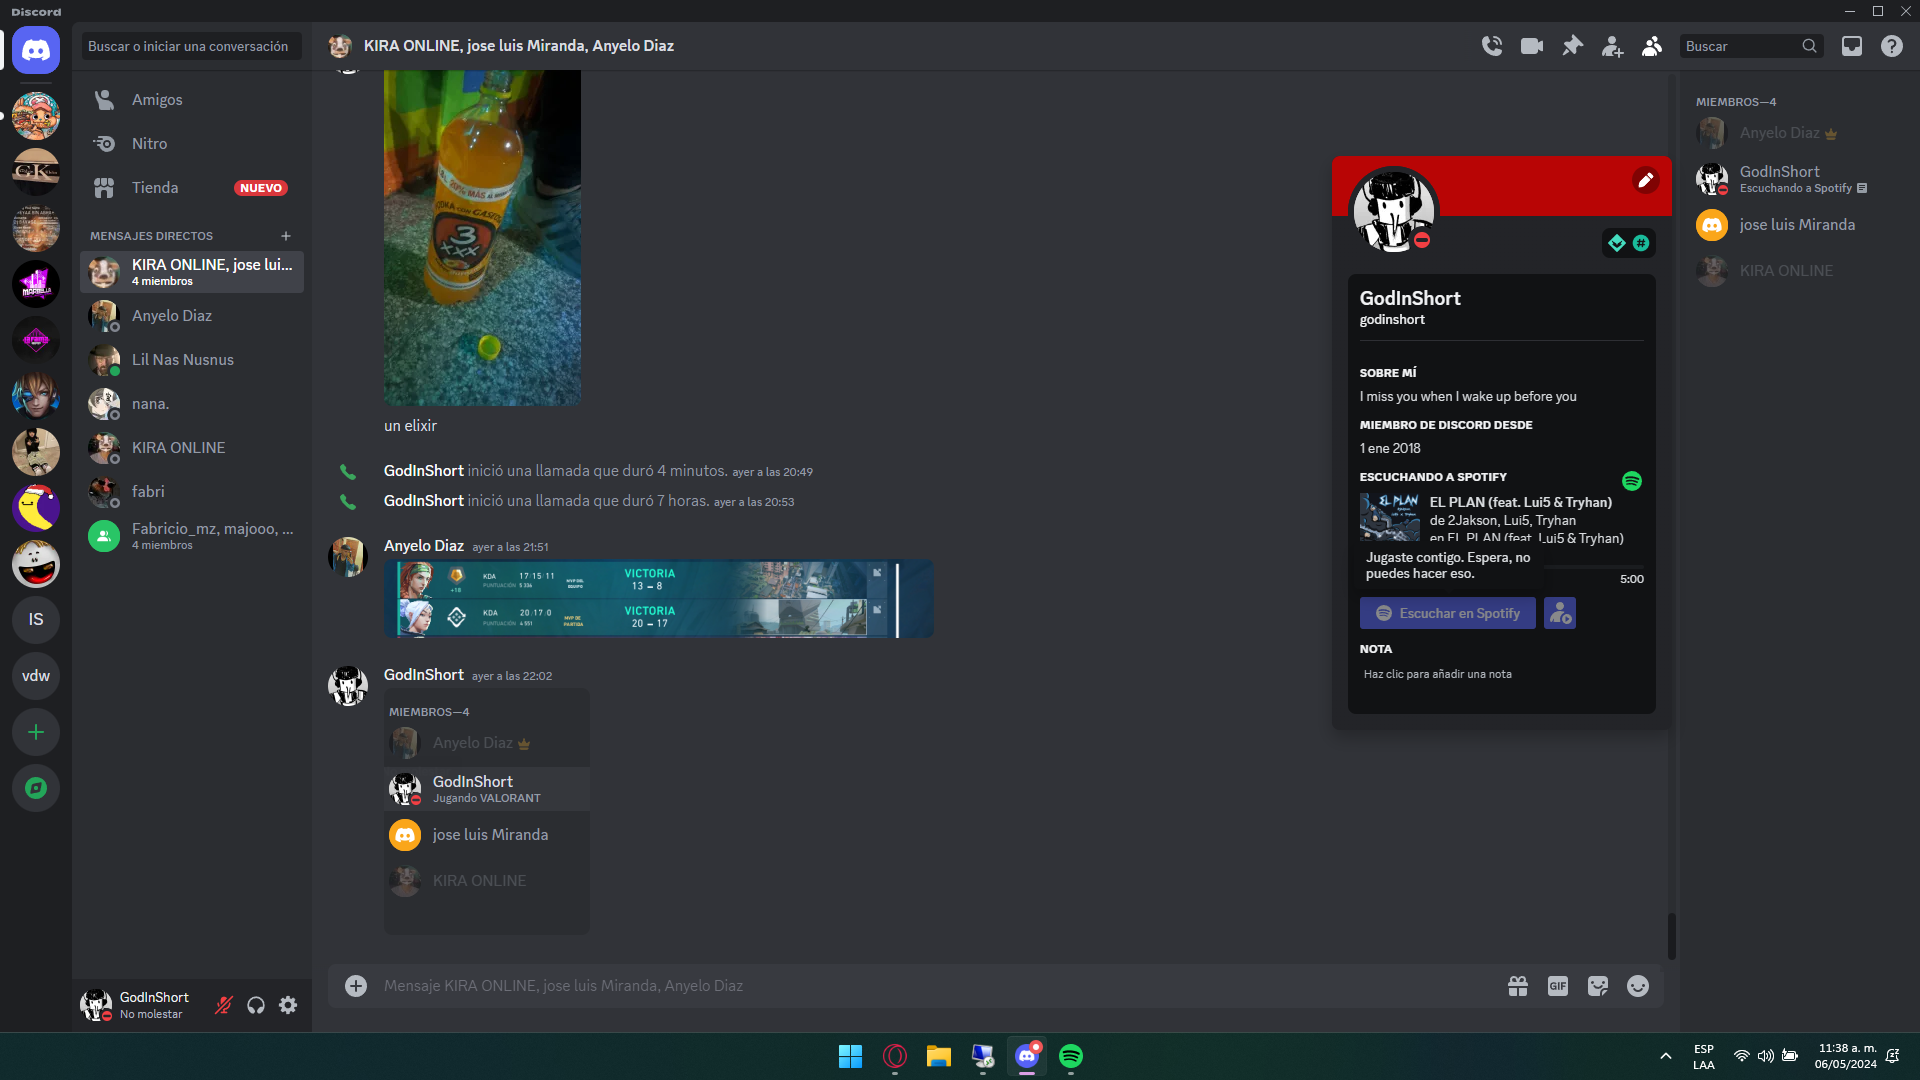 Discord
Buscar o iniciar una conversación
KIRA ONLINE, jose luis Miranda, Anyelo Diaz
Buscar
Amigos
Nitro
Tienda
NUEVO
MENSAJES DIRECTOS
KIRA ONLINE, jose lui...
4 miembros
Anyelo Diaz
Lil Nas Nusnus
nana.
KIRA ONLINE
fabri
Fabricio_mz, majooo, ...
4 miembros
IS
vdw
GK
20% MÁS
3
XXX
un elixir
GodInShort inició una llamada que duró 4 minutos. ayer a las 20:49
GodInShort inició una llamada que duró 7 horas. ayer a las 20:53
Anyelo Diaz ayer a las 21:51
KDA 17/15/11
VICTORIA
13 – 8
KDA 20/17/0
VICTORIA
20 – 17
GodInShort ayer a las 22:02
MIEMBROS—4
Anyelo Diaz
GodInShort
Jugando VALORANT
jose luis Miranda
KIRA ONLINE
Mensaje KIRA ONLINE, jose luis Miranda, Anyelo Diaz
GIF
GodInShort
No molestar
GodInShort
godinshort
SOBRE MÍ
I miss you when I wake up before you
MIEMBRO DE DISCORD DESDE
1 ene 2018
ESCUCHANDO A SPOTIFY
EL PLAN
EL PLAN (feat. Lui5 & Tryhan)
de 2Jakson, Lui5, Tryhan
en EL PLAN (feat. Lui5 & Tryhan)
Jugaste contigo. Espera, no
puedes hacer eso.
5:00
Escuchar en Spotify
NOTA
Haz clic para añadir una nota
MIEMBROS—4
Anyelo Diaz
GodInShort
Escuchando a Spotify
jose luis Miranda
KIRA ONLINE
ESP
LAA
11:38 a. m.
06/05/2024